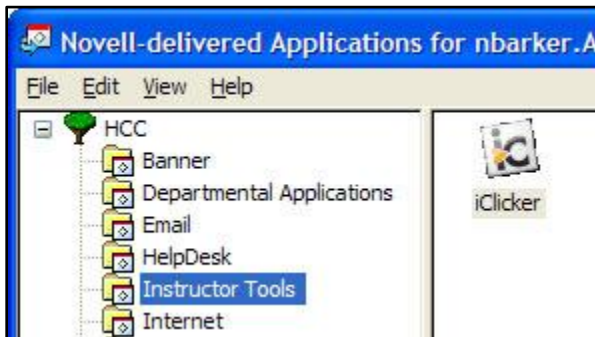 Novell-delivered Applications for nbarker.A
File Edit View Help
HCC
Banner
Departmental Applications
Email
HelpDesk
Instructor Tools
Internet
iC
iClicker